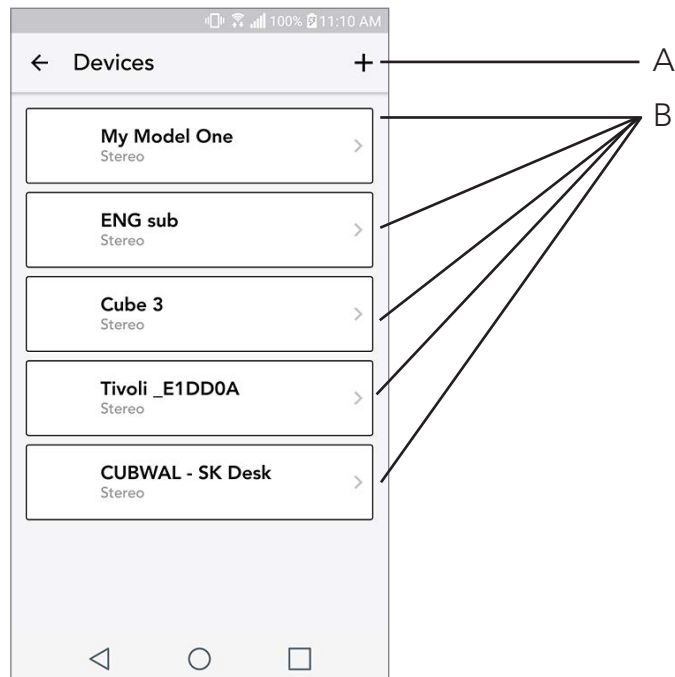 100% 11:10 AM
Devices + A
B
My Model One
Stereo
ENG sub
Stereo
Cube 3
Stereo
Tivoli _E1DD0A
Stereo
CUBWAL - SK Desk
Stereo